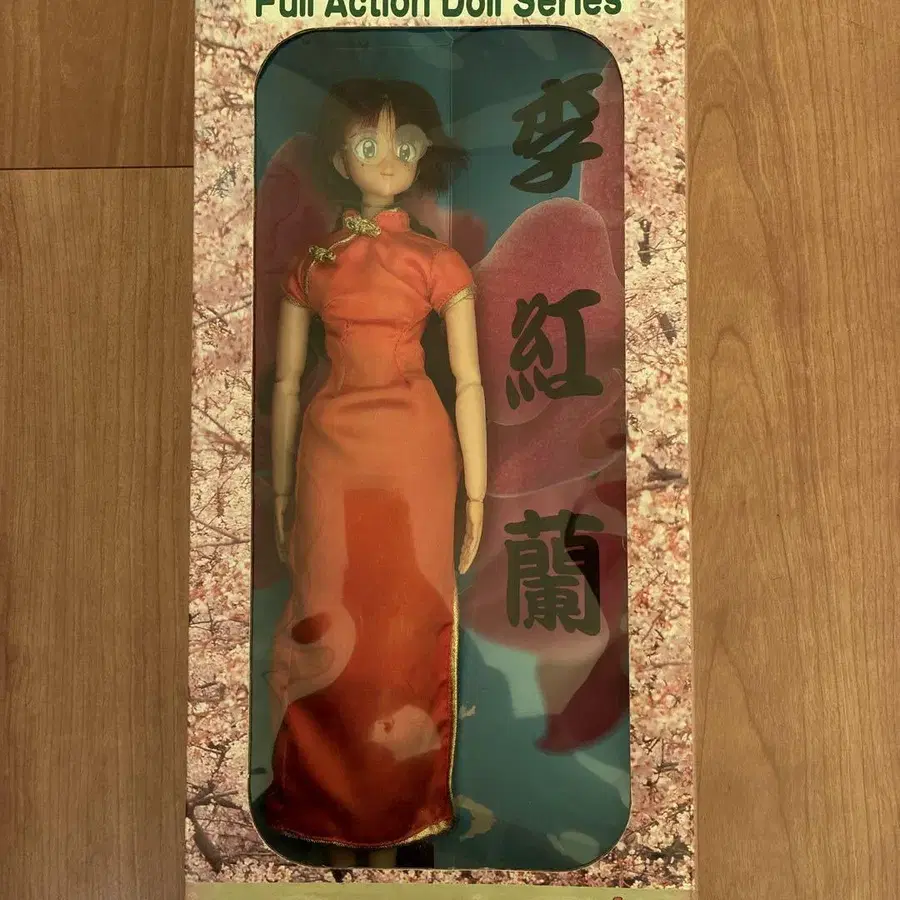 Full Action Doll Series
李
紅
蘭